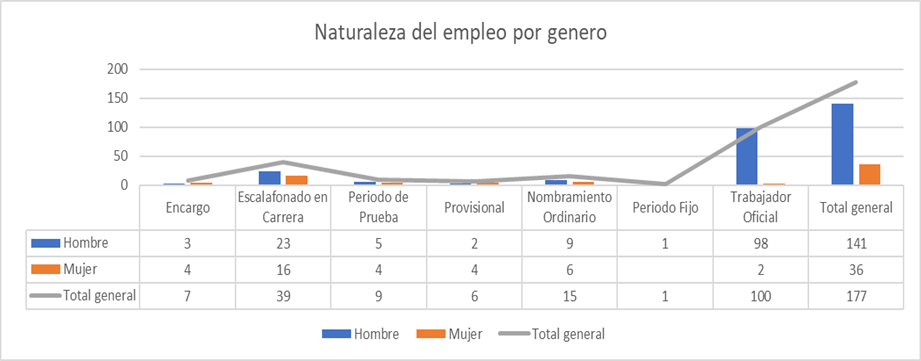 Naturaleza del empleo por genero
200
150
100
50
0
Encargo Escalafonado en Carrera Periodo de Prueba Provisional Nombramiento Ordinario Periodo Fijo Trabajador Oficial Total general
Hombre 3 23 5 2 9 1 98 141
Mujer 4 16 4 4 6 2 36
Total general 7 39 9 6 15 1 100 177
Hombre Mujer Total general